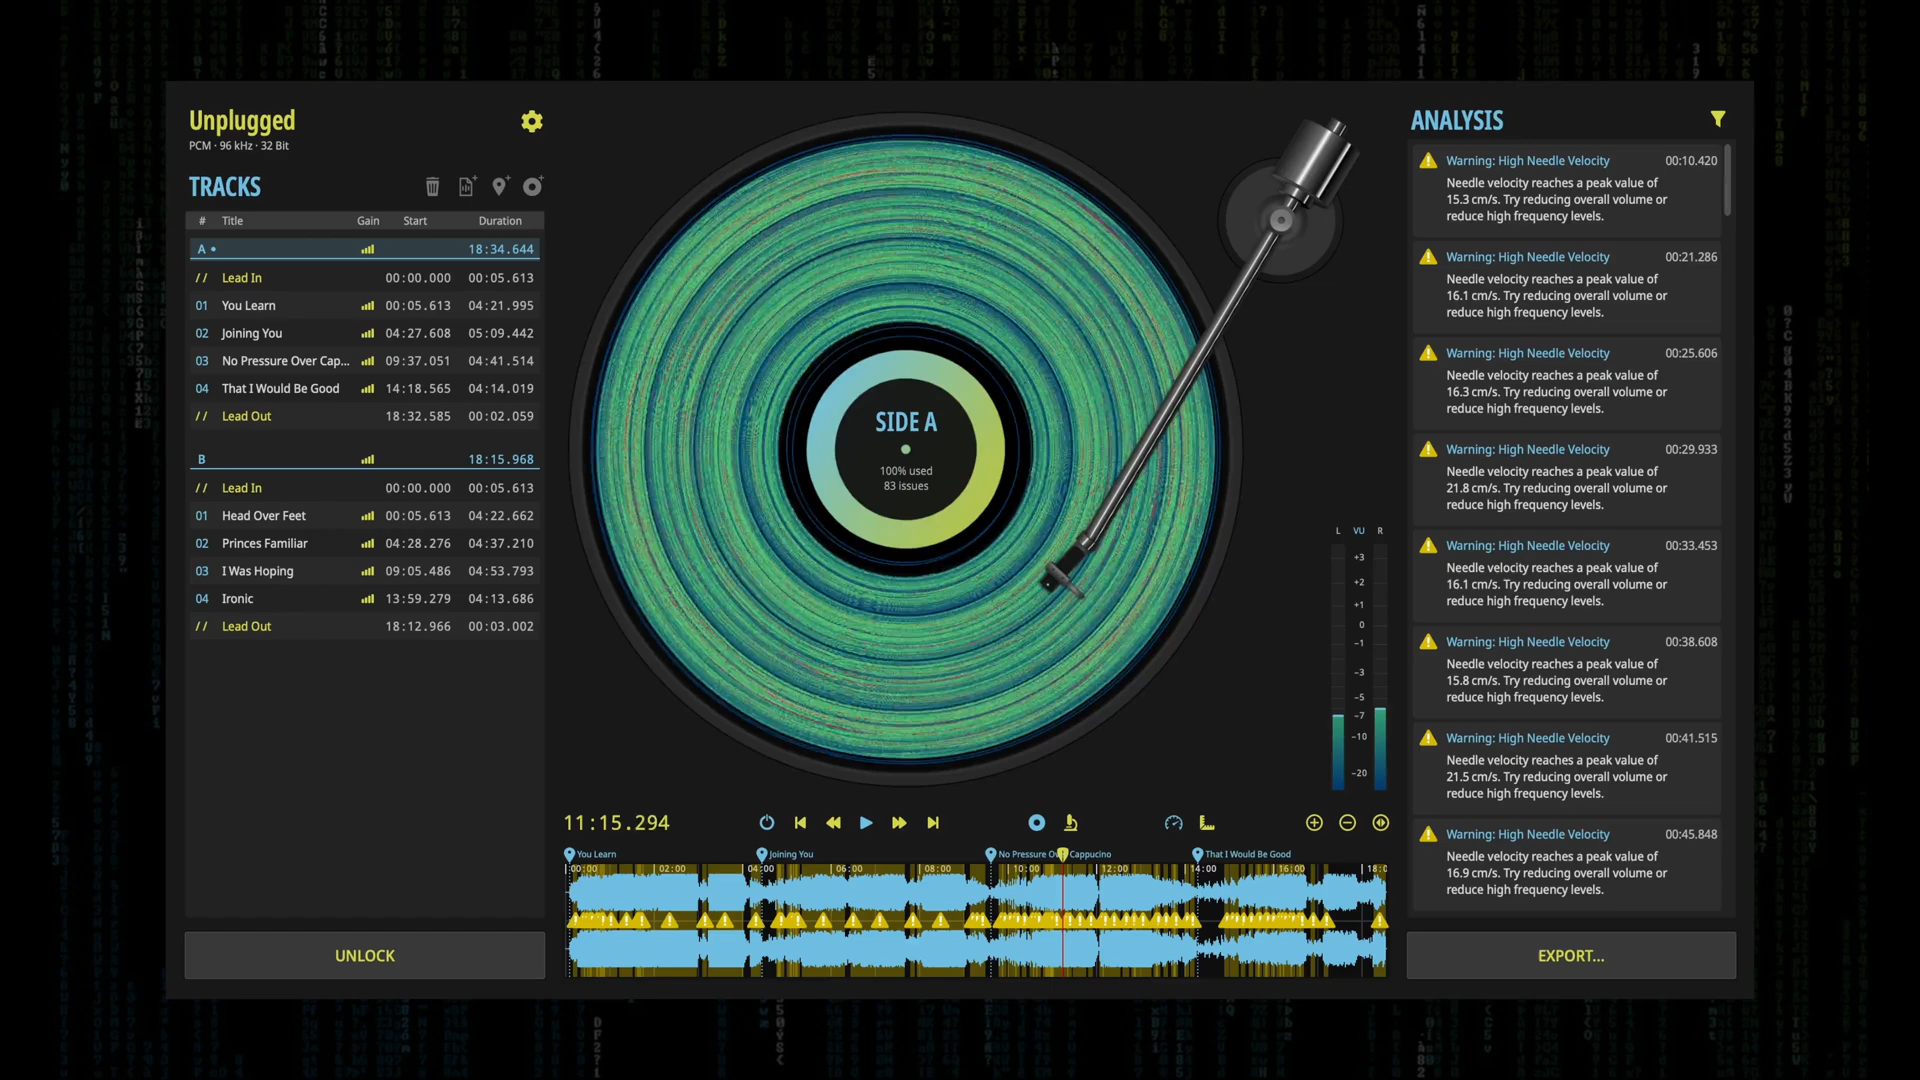 Unplugged
PCM · 96 kHz · 32 Bit
TRACKS
# Title Gain Start Duration
A • 18:34.644
// Lead In 00:00.000 00:05.613
01 You Learn 00:05.613 04:21.995
02 Joining You 04:27.608 05:09.442
03 No Pressure Over Cap... 09:37.051 04:41.514
04 That I Would Be Good 14:18.565 04:14.019
// Lead Out 18:32.585 00:02.059
B 18:15.968
// Lead In 00:00.000 00:05.613
01 Head Over Feet 00:05.613 04:22.662
02 Princes Familiar 04:28.276 04:37.210
03 I Was Hoping 09:05.486 04:53.793
04 Ironic 13:59.279 04:13.686
// Lead Out 18:12.966 00:03.002
UNLOCK
SIDE A
100% used
83 issues
L VU R
+3
+2
+1
0
-1
-3
-5
-7
-10
-20
11:15.294
You Learn Joining You No Pressure Ov Cappucino That I Would Be Good
00:00 02:00 04:00 06:00 08:00 10:00 12:00 14:00 16:00 18:0
ANALYSIS
Warning: High Needle Velocity 00:10.420
Needle velocity reaches a peak value of
15.3 cm/s. Try reducing overall volume or
reduce high frequency levels.
Warning: High Needle Velocity 00:21.286
Needle velocity reaches a peak value of
16.1 cm/s. Try reducing overall volume or
reduce high frequency levels.
Warning: High Needle Velocity 00:25.606
Needle velocity reaches a peak value of
16.3 cm/s. Try reducing overall volume or
reduce high frequency levels.
Warning: High Needle Velocity 00:29.933
Needle velocity reaches a peak value of
21.8 cm/s. Try reducing overall volume or
reduce high frequency levels.
Warning: High Needle Velocity 00:33.453
Needle velocity reaches a peak value of
16.1 cm/s. Try reducing overall volume or
reduce high frequency levels.
Warning: High Needle Velocity 00:38.608
Needle velocity reaches a peak value of
15.8 cm/s. Try reducing overall volume or
reduce high frequency levels.
Warning: High Needle Velocity 00:41.515
Needle velocity reaches a peak value of
21.5 cm/s. Try reducing overall volume or
reduce high frequency levels.
Warning: High Needle Velocity 00:45.848
Needle velocity reaches a peak value of
16.9 cm/s. Try reducing overall volume or
reduce high frequency levels.
EXPORT...